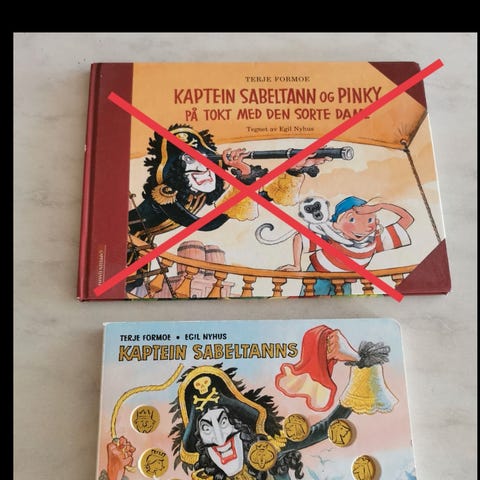 TERJE FORMOE
KAPTEIN SABELTANN OG PINKY
PÅ TOKT MED DEN SORTE DAME
Tegnet av Egil Nyhus
TERJE FORMOE • EGIL NYHUS
KAPTEIN SABELTANNS